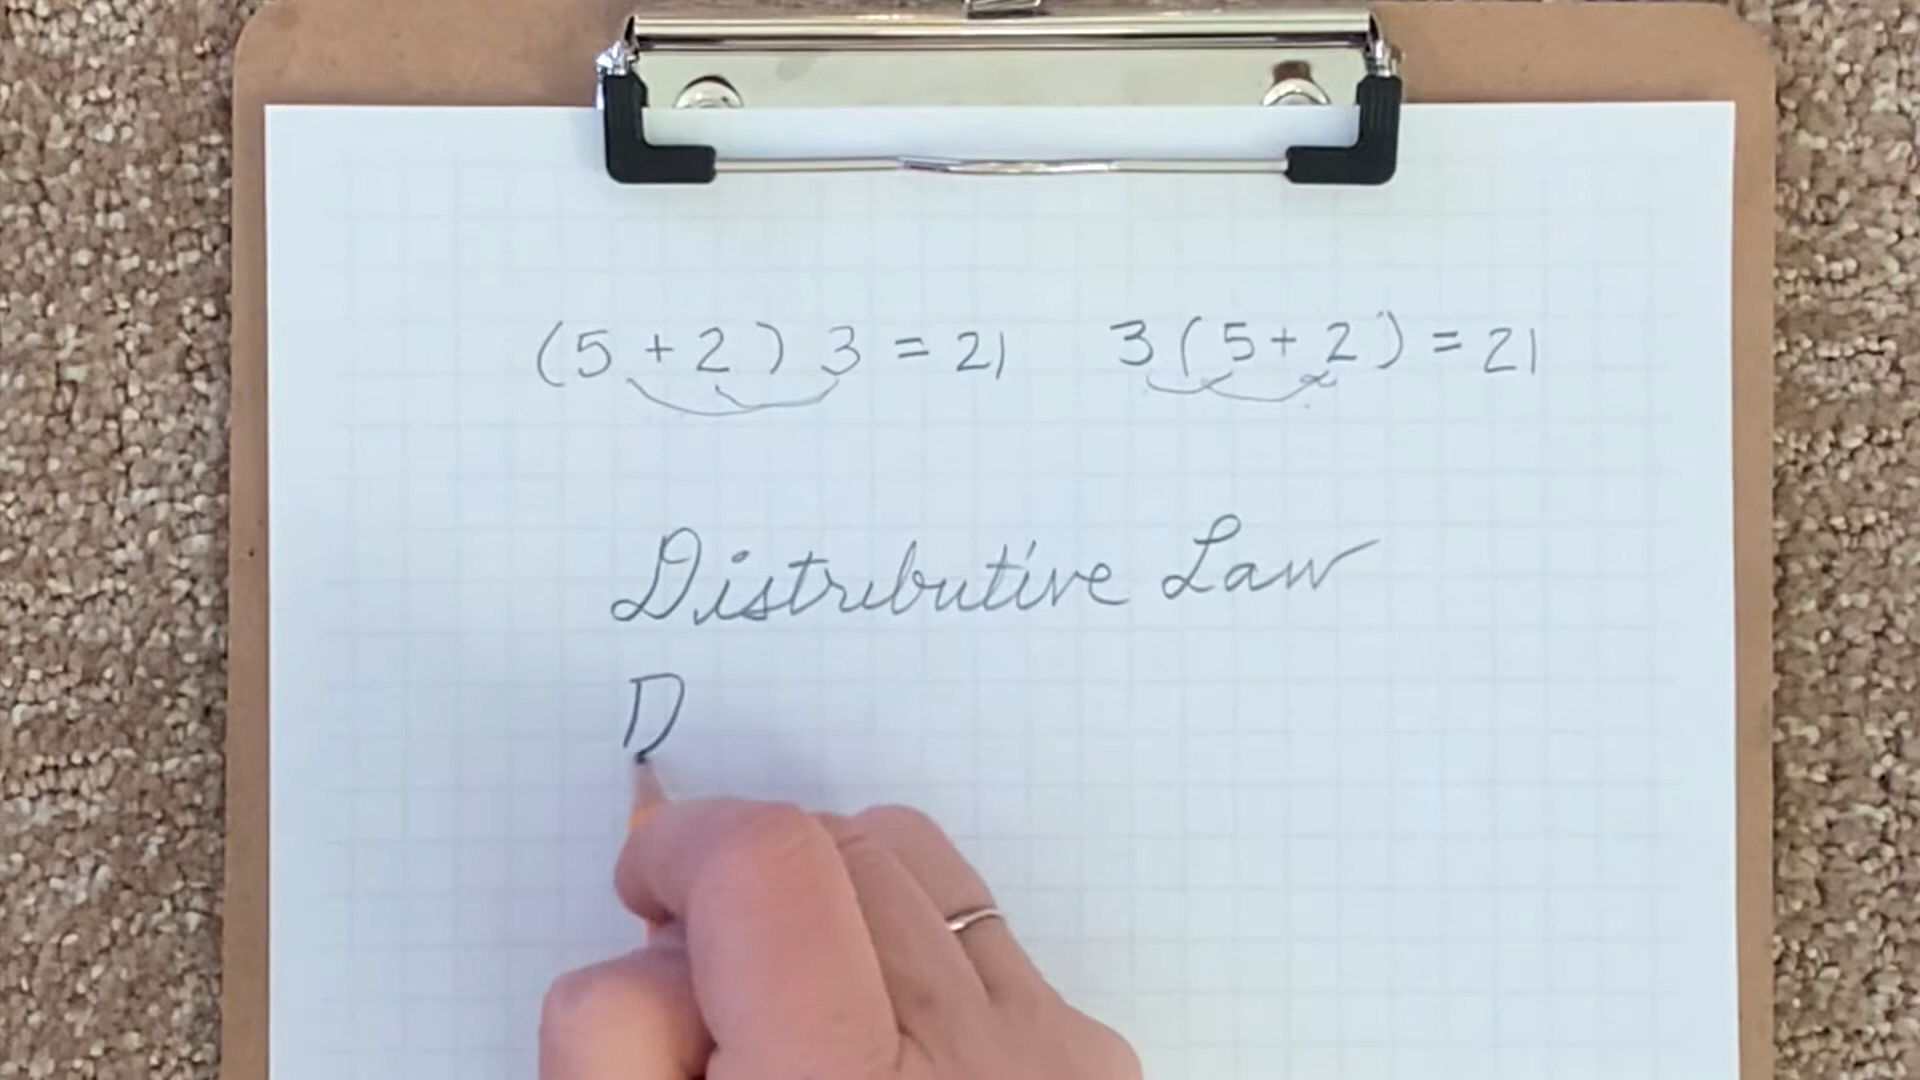 (5 + 2) 3 = 21 3(5+2) = 21
Distributive Law
D